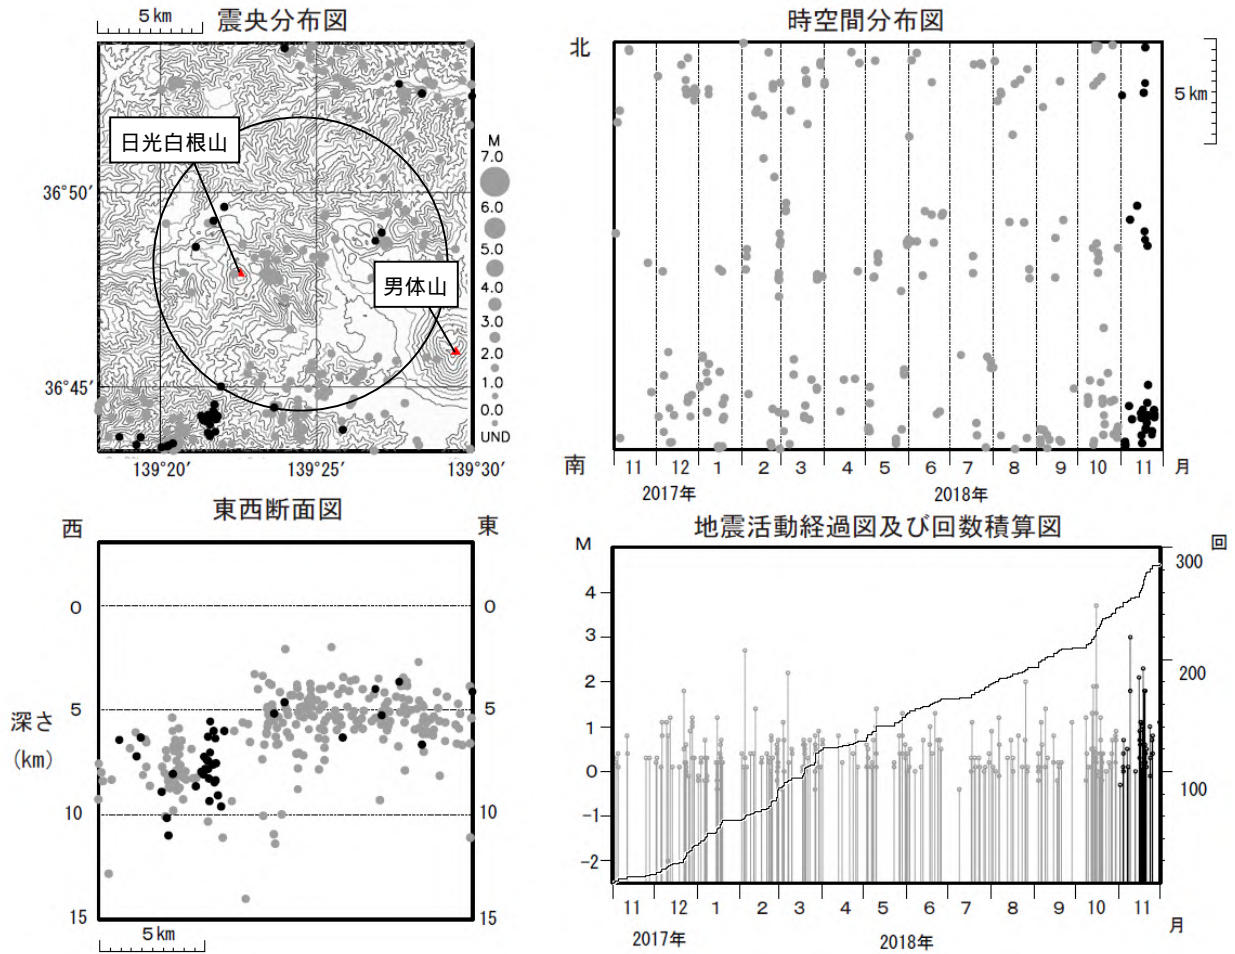 5km
震央分布図
日光白根山
男体山
36°50′
36°45′
139°20′
139°25′
139°30′
M
7.0
6.0
5.0
4.0
3.0
2.0
1.0
0.0
UND
時空間分布図
北
南
5km
11 12 1 2 3 4 5 6 7 8 9 10 11 月
2017年 2018年
東西断面図
西 東
0 0
5 5
深さ
(km)
10 10
15 15
5km
地震活動経過図及び回数積算図
M 回
4
3
2
1
0
-1
-2
300
200
100
11 12 1 2 3 4 5 6 7 8 9 10 11 月
2017年 2018年